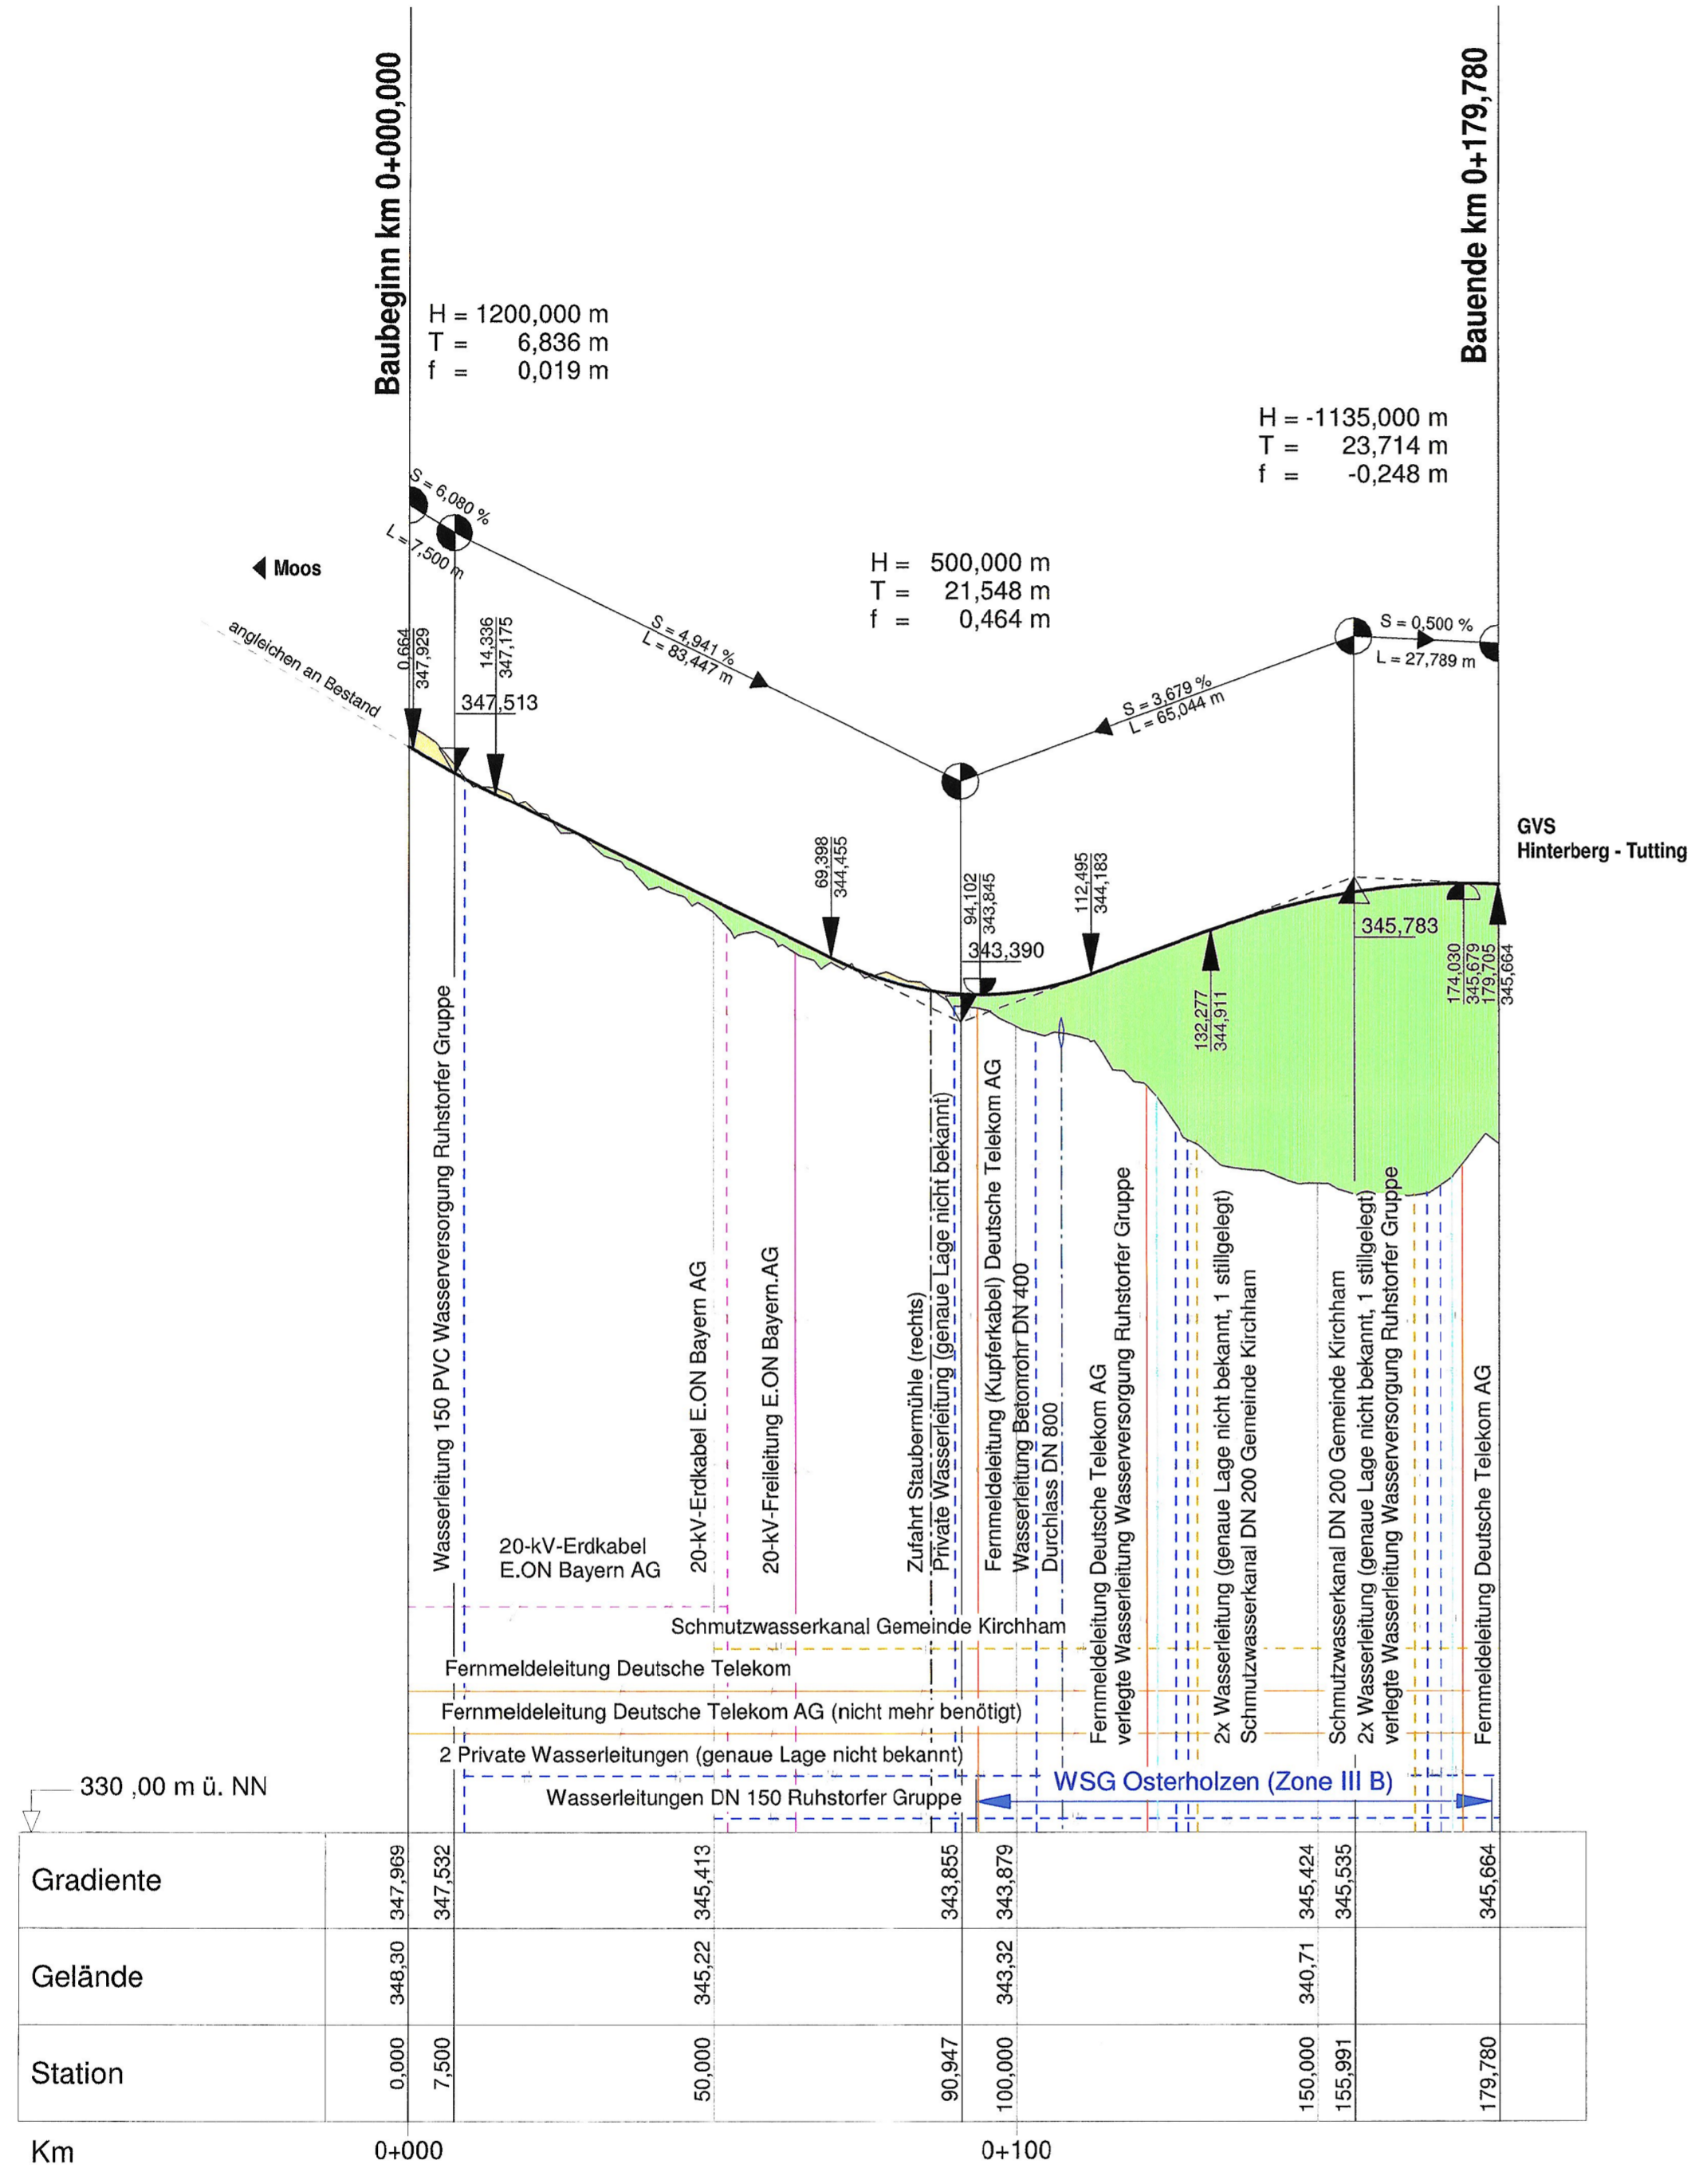 Baubeginn km 0+000,000
Bauende km 0+179,780
H = 1200,000 m
T = 6,836 m
f = 0,019 m
H = -1135,000 m
T = 23,714 m
f = -0,248 m
H = 500,000 m
T = 21,548 m
f = 0,464 m
S = 6,080 %
L = 7,500 m
Moos
angleichen an Bestand
0,664
347,929
14,336
347,175
347,513
S = 4,941 %
L = 83,447 m
S = 3,679 %
L = 65,044 m
S = 0,500 %
L = 27,789 m
GVS
Hinterberg - Tutting
69,398
344,455
94,102
343,845
343,390
112,495
344,183
132,277
344,911
345,783
174,030
345,679
179,705
345,664
Wasserleitung 150 PVC Wasserversorgung Ruhstorfer Gruppe
20-kV-Erdkabel E.ON Bayern AG
20-kV-Freileitung E.ON Bayern.AG
Zufahrt Staubermühle (rechts)
Private Wasserleitung (genaue Lage nicht bekannt)
Fernmeldeleitung (Kupferkabel) Deutsche Telekom AG
Wasserleitung Betonrohr DN 400
Durchlass DN 800
Fernmeldeleitung Deutsche Telekom AG
verlegte Wasserleitung Wasserversorgung Ruhstorfer Gruppe
2x Wasserleitung (genaue Lage nicht bekannt, 1 stillgelegt)
Schmutzwasserkanal DN 200 Gemeinde Kirchham
Schmutzwasserkanal DN 200 Gemeinde Kirchham
2x Wasserleitung (genaue Lage nicht bekannt, 1 stillgelegt)
verlegte Wasserleitung Wasserversorgung Ruhstorfer Gruppe
Fernmeldeleitung Deutsche Telekom AG
20-kV-Erdkabel
E.ON Bayern AG
Schmutzwasserkanal Gemeinde Kirchham
Fernmeldeleitung Deutsche Telekom
Fernmeldeleitung Deutsche Telekom AG (nicht mehr benötigt)
2 Private Wasserleitungen (genaue Lage nicht bekannt)
WSG Osterholzen (Zone III B)
Wasserleitungen DN 150 Ruhstorfer Gruppe
330 ,00 m ü. NN
Gradiente 347,969 347,532 345,413 343,855 343,879 345,424 345,535 345,664
Gelände 348,30 345,22 343,32 340,71
Station 0,000 7,500 50,000 90,947 100,000 150,000 155,991 179,780
Km 0+000 0+100